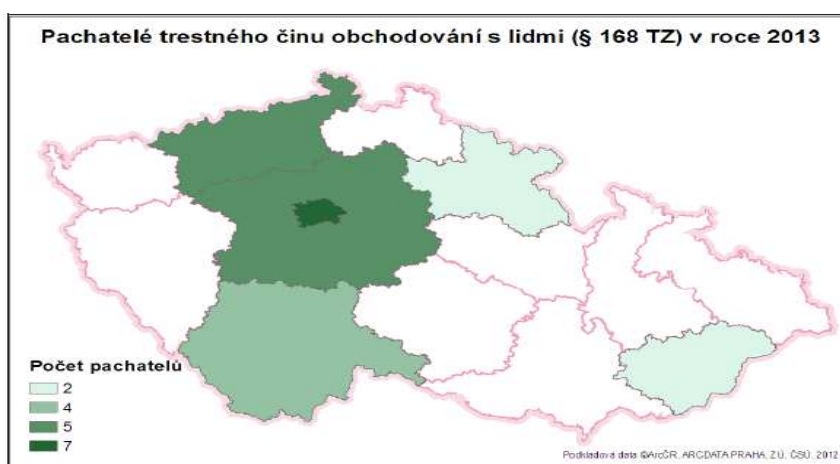 Pachatelé trestného činu obchodování s lidmi (§ 168 TZ) v roce 2013
Počet pachatelů
2
4
5
7
Podkladová data ©ArcČR, ARCDATA PRAHA, ZÚ, ČSÚ, 2013